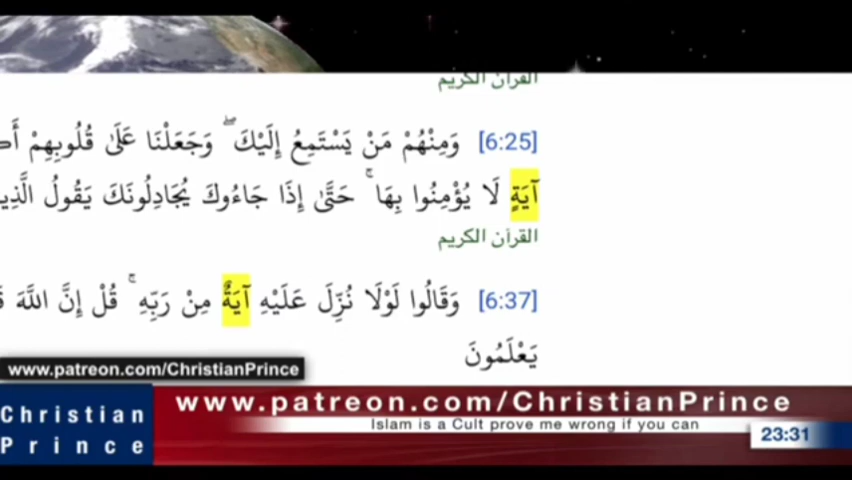 القرآن الكريم
[6:25] وَمِنْهُمْ مَنْ يَسْتَمِعُ إِلَيْكَ ۖ وَجَعَلْنَا عَلَىٰ قُلُوبِهِمْ
آيَةٍ لَا يُؤْمِنُوا بِهَا ۚ حَتَّىٰ إِذَا جَاءُوكَ يُجَادِلُونَكَ يَقُولُ
القرآن الكريم
[6:37] وَقَالُوا لَوْلَا نُزِّلَ عَلَيْهِ آيَةٌ مِنْ رَبِّهِ ۚ قُلْ إِنَّ اللَّهَ
يَعْلَمُونَ
www.patreon.com/ChristianPrince
www.patreon.com/ChristianPrince
Islam is a Cult prove me wrong if you can
Christian
Prince
23:31